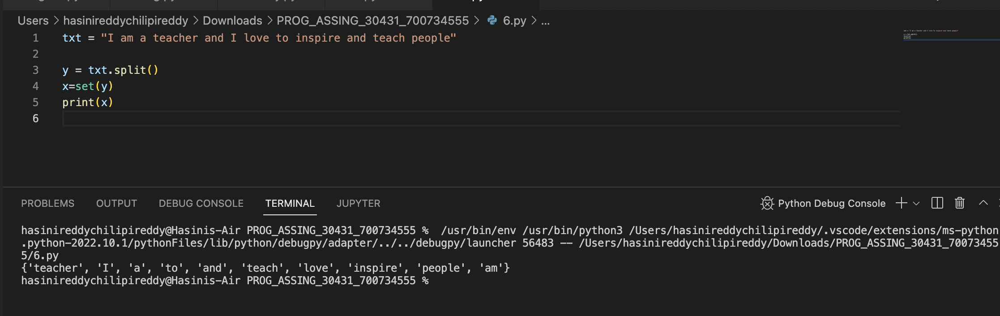 Users > hasinireddychilipireddy > Downloads > PROG_ASSING_30431_700734555 > 6.py > ...
1 txt = "I am a teacher and I love to inspire and teach people"
2
3 y = txt.split()
4 x=set(y)
5 print(x)
6
PROBLEMS OUTPUT DEBUG CONSOLE TERMINAL JUPYTER Python Debug Console
hasinireddychilipireddy@Hasinis-Air PROG_ASSING_30431_700734555 %  /usr/bin/env /usr/bin/python3 /Users/hasinireddychilipireddy/.vscode/extensions/ms-python
.python-2022.10.1/pythonFiles/lib/python/debugpy/adapter/../../debugpy/launcher 56483 -- /Users/hasinireddychilipireddy/Downloads/PROG_ASSING_30431_70073455
5/6.py
{'teacher', 'I', 'a', 'to', 'and', 'teach', 'love', 'inspire', 'people', 'am'}
hasinireddychilipireddy@Hasinis-Air PROG_ASSING_30431_700734555 %